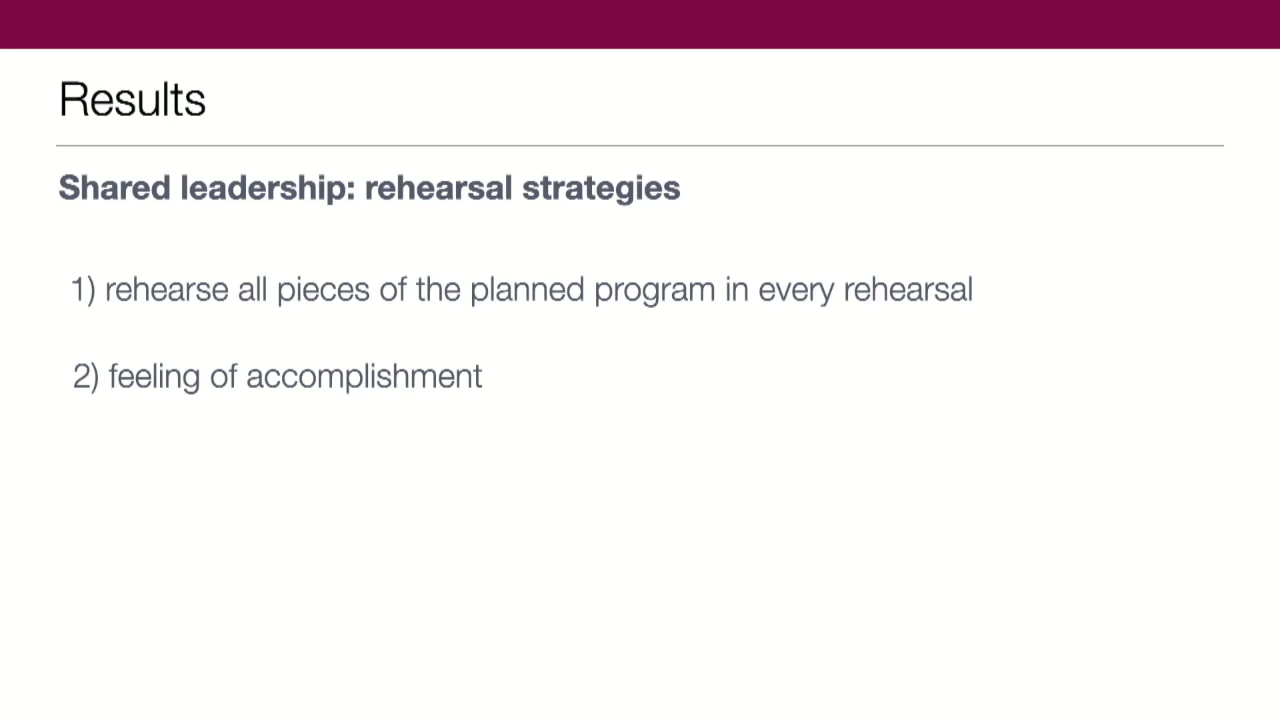 Results
Shared leadership: rehearsal strategies
1) rehearse all pieces of the planned program in every rehearsal
2) feeling of accomplishment